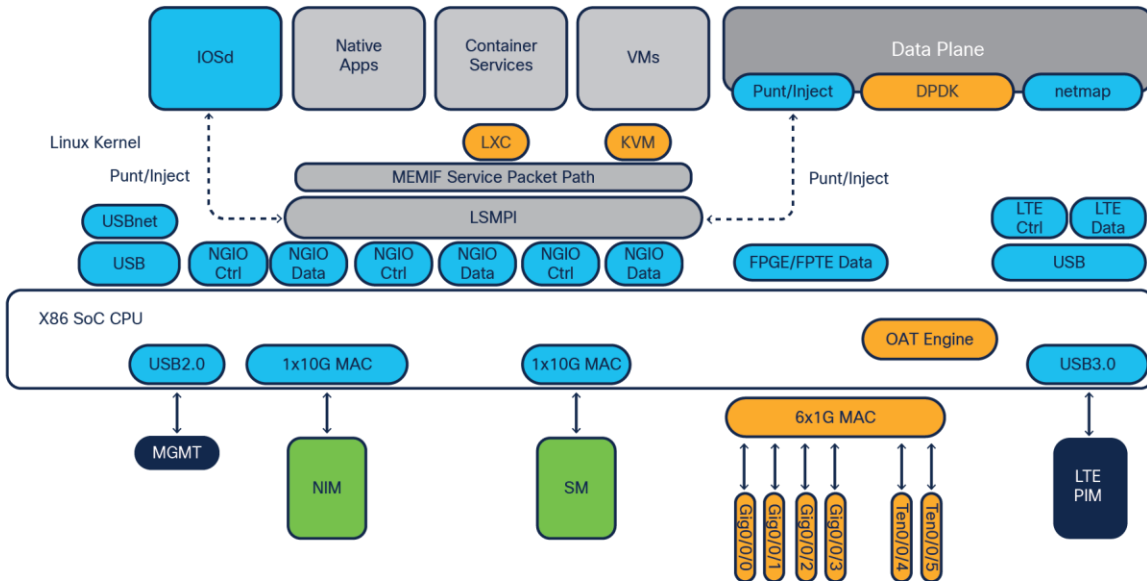 IOSd
Native
Apps
Container
Services
VMs
Data Plane
Punt/Inject
DPDK
netmap
Linux Kernel
LXC
KVM
Punt/Inject
MEMIF Service Packet Path
Punt/Inject
USBnet
LSMPI
LTE
Ctrl
LTE
Data
USB
NGIO
Ctrl
NGIO
Data
NGIO
Ctrl
NGIO
Data
NGIO
Ctrl
NGIO
Data
FPGE/FPTE Data
USB
X86 SoC CPU
OAT Engine
USB2.0
1x10G MAC
1x10G MAC
USB3.0
6x1G MAC
MGMT
NIM
SM
LTE
PIM
Gig0/0/0
Gig0/0/1
Gig0/0/2
Gig0/0/3
Ten0/0/4
Ten0/0/5